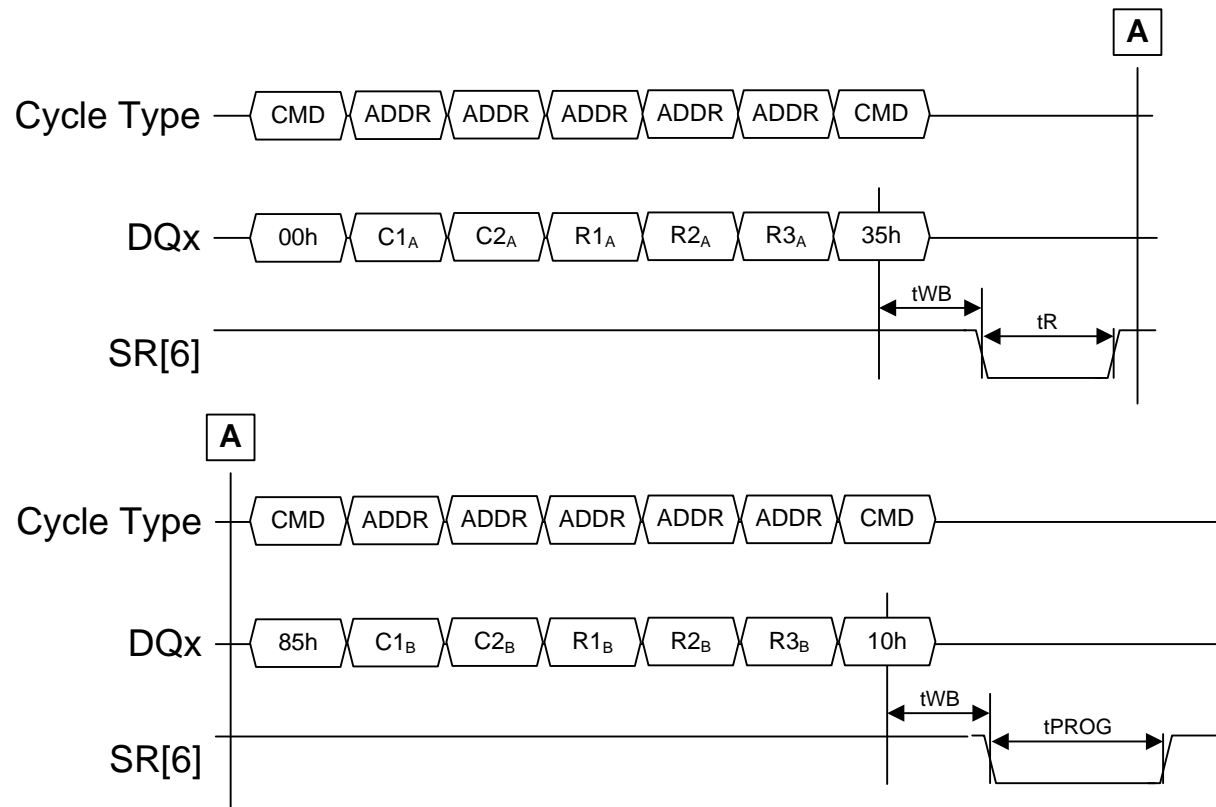 A
Cycle Type CMD ADDR ADDR ADDR ADDR ADDR CMD
DQx 00h C1A C2A R1A R2A R3A 35h
tWB tR
SR[6]
A
Cycle Type CMD ADDR ADDR ADDR ADDR ADDR CMD
DQx 85h C1B C2B R1B R2B R3B 10h
tWB tPROG
SR[6]